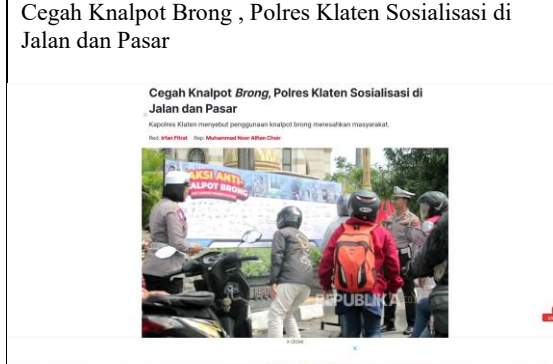 Cegah Knalpot Brong , Polres Klaten Sosialisasi di
Jalan dan Pasar
Cegah Knalpot Brong, Polres Klaten Sosialisasi di
Jalan dan Pasar
Kapolres Klaten menyebut penggunaan knalpot brong meresahkan masyarakat.
Red: Irfan Fitrat Rep: Muhammad Noor Alfian Choir
AKSI ANTI-
KNALPOT BRONG
REPUBLIKA
x close